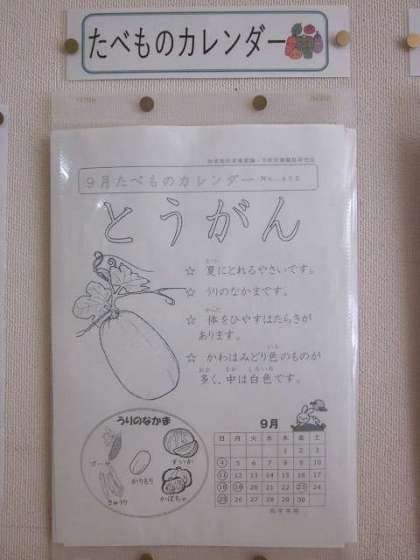 たべものカレンダー
9月たべものカレンダー
とうがん
☆ 夏にとれるやさいです。
☆ うりのなかまです。
☆ 体をひやすはたらきが
あります。
☆ かわはみどり色のものが
多く、中は白色です。
うりのなかま
すいか
きゅうり
かぼちゃ
9月
日 月 火 水 木 金 土
1 2 3
4 5 6 7 8 9 10
11 12 13 14 15 16 17
18 19 20 21 22 23 24
25 26 27 28 29 30